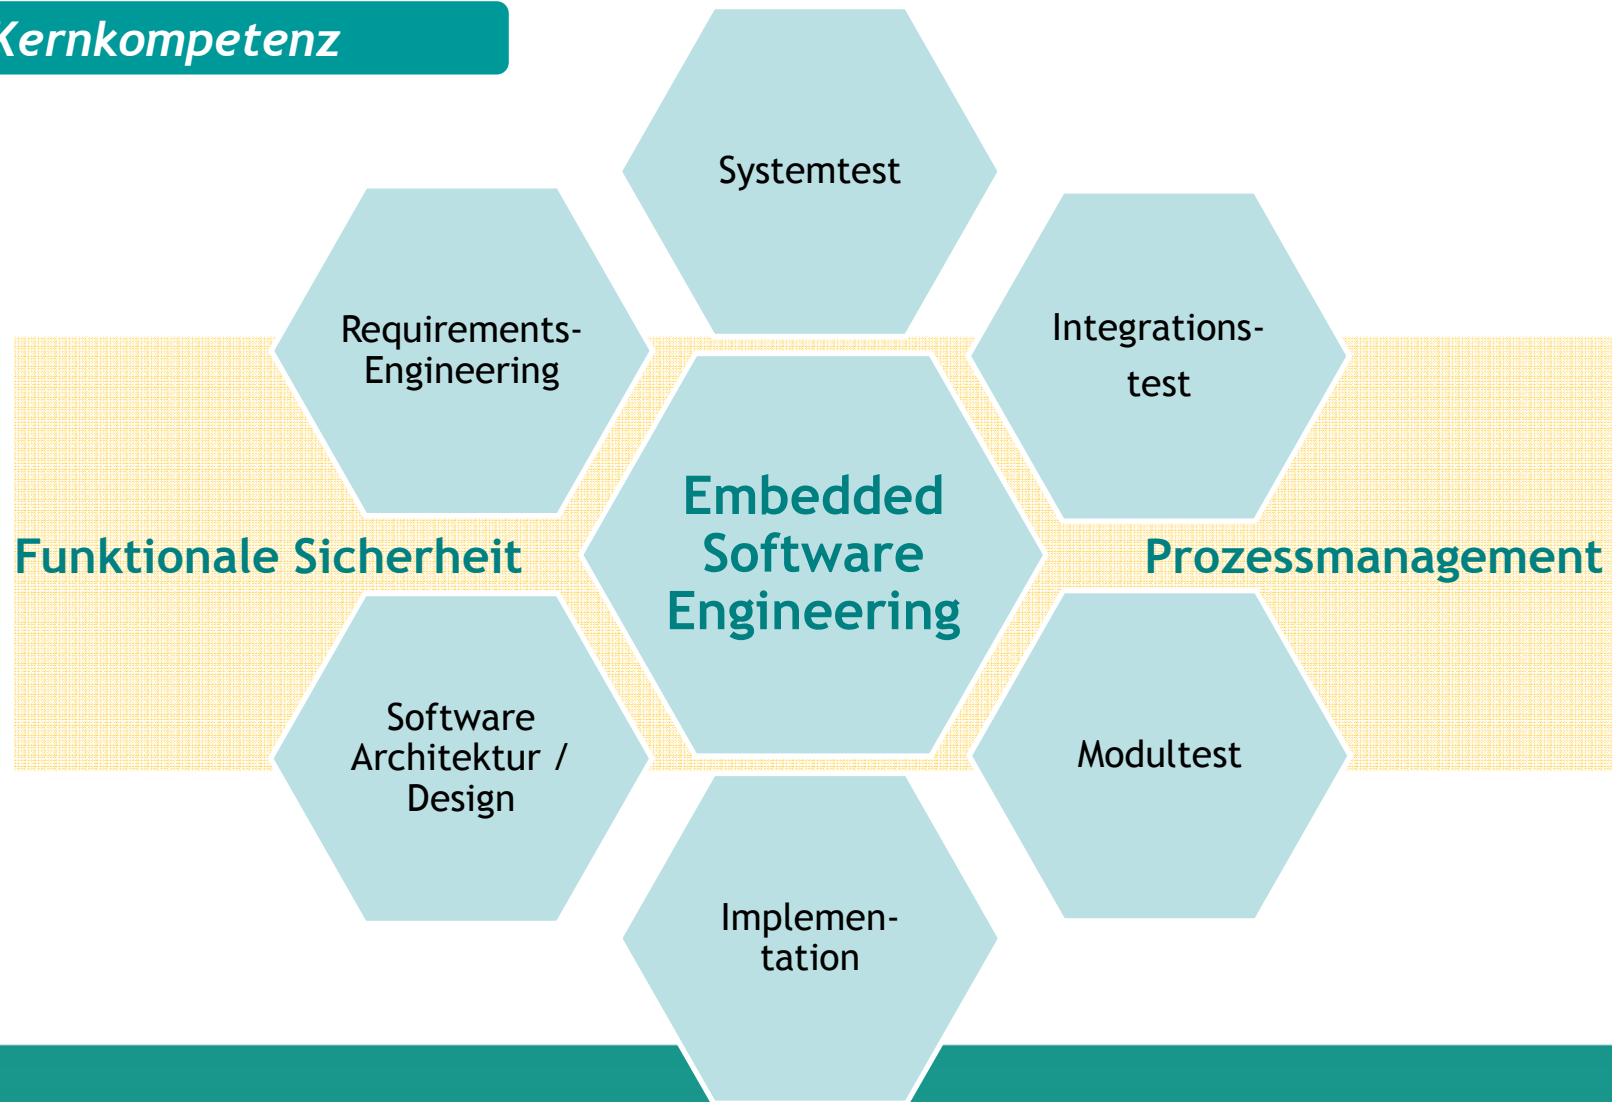 Kernkompetenz
Systemtest
Requirements-
Engineering
Integrations-
test
Embedded
Software
Engineering
Funktionale Sicherheit
Prozessmanagement
Software
Architektur /
Design
Modultest
Implemen-
tation